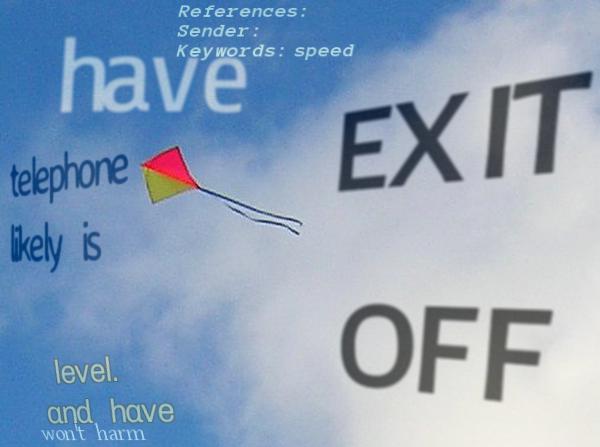 References:
Sender:
Keywords: speed
have
EXIT
telephone
likely is
OFF
level.
and have
won't harm